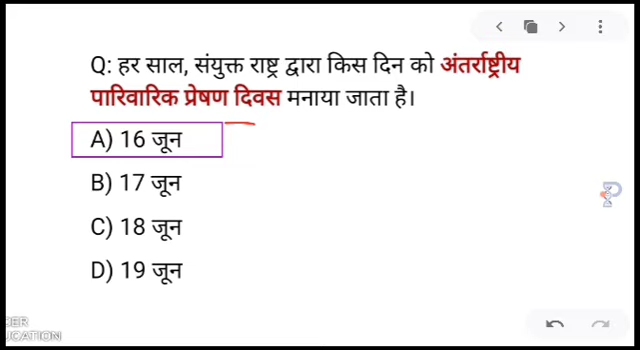 Q: हर साल, संयुक्त राष्ट्र द्वारा किस दिन को अंतर्राष्ट्रीय
पारिवारिक प्रेषण दिवस मनाया जाता है।
A) 16 जून
B) 17 जून
C) 18 जून
D) 19 जून